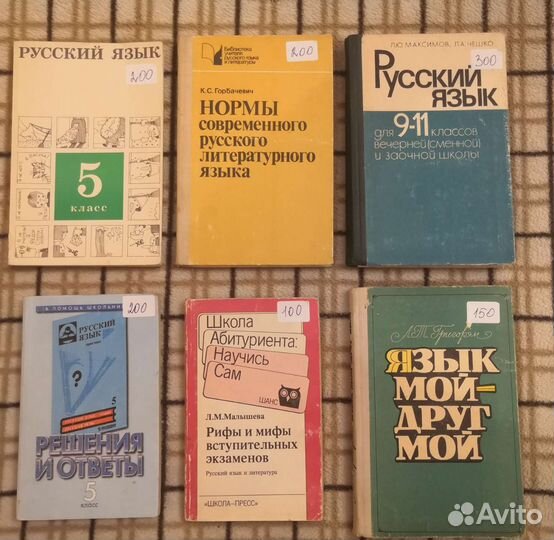 РУССКИЙ ЯЗЫК
200
5
класс
Библиотека
учителя
русского языка
и литературы
200
К.С. Горбачевич
НОРМЫ
современного
русского
литературного
языка
Л.Ю. МАКСИМОВ, Л.А. ЧЕШКО
300
Русский
язык
для 9-11 классов
вечерней (сменной)
и заочной школы
В ПОМОЩЬ ШКОЛЬНИ
200
РУССКИЙ
ЯЗЫК
?
5
РЕШЕНИЯ
И ОТВЕТЫ
5
класс
100
Школа
Абитуриента:
Научись
Сам
ШАНС
Л.М.Малышева
Рифы и мифы
вступительных
экзаменов
Русский язык и литература
«ШКОЛА–ПРЕСС»
150
Л.Т. Григорян
ЯЗЫК
МОЙ-
ДРУГ
МОЙ
Avito